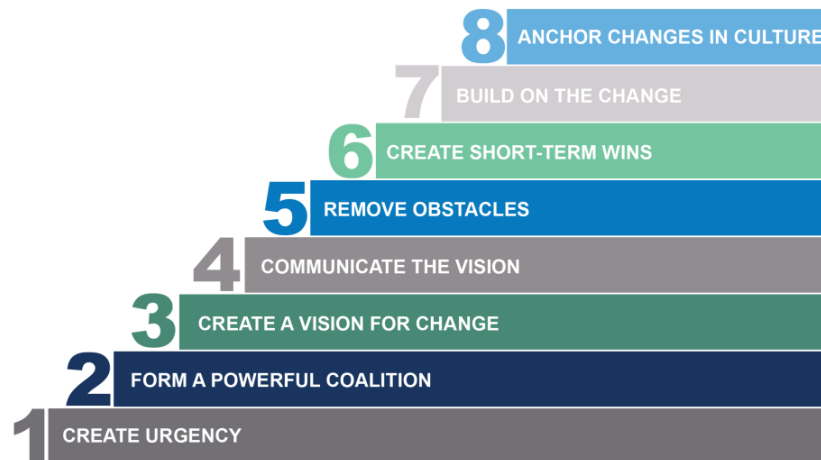 8 ANCHOR CHANGES IN CULTURE
7 BUILD ON THE CHANGE
6 CREATE SHORT-TERM WINS
5 REMOVE OBSTACLES
4 COMMUNICATE THE VISION
3 CREATE A VISION FOR CHANGE
2 FORM A POWERFUL COALITION
1 CREATE URGENCY